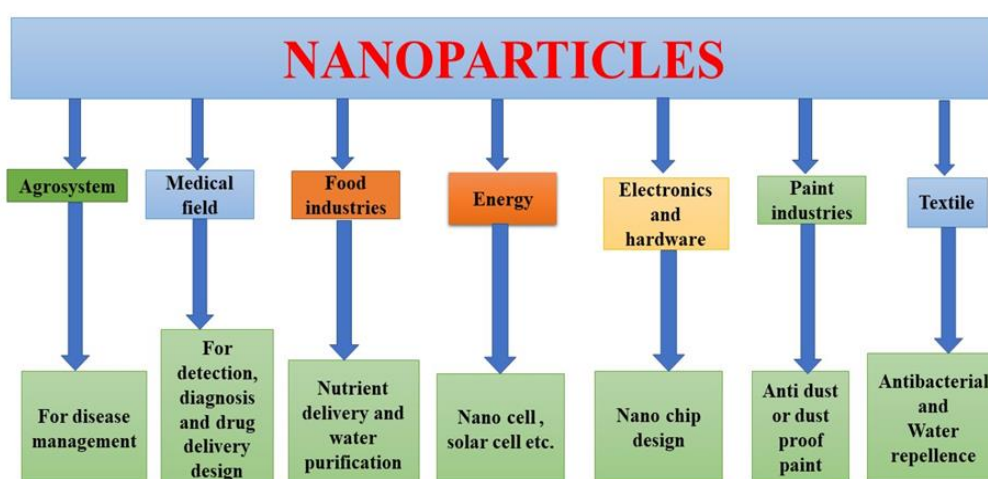 NANOPARTICLES
Agrosystem
Medical
field
Food
industries
Energy
Electronics
and
hardware
Paint
industries
Textile
For disease
management
For
detection,
diagnosis
and drug
delivery
design
Nutrient
delivery and
water
purification
Nano cell ,
solar cell etc.
Nano chip
design
Anti dust
or dust
proof
paint
Antibacterial
and
Water
repellence